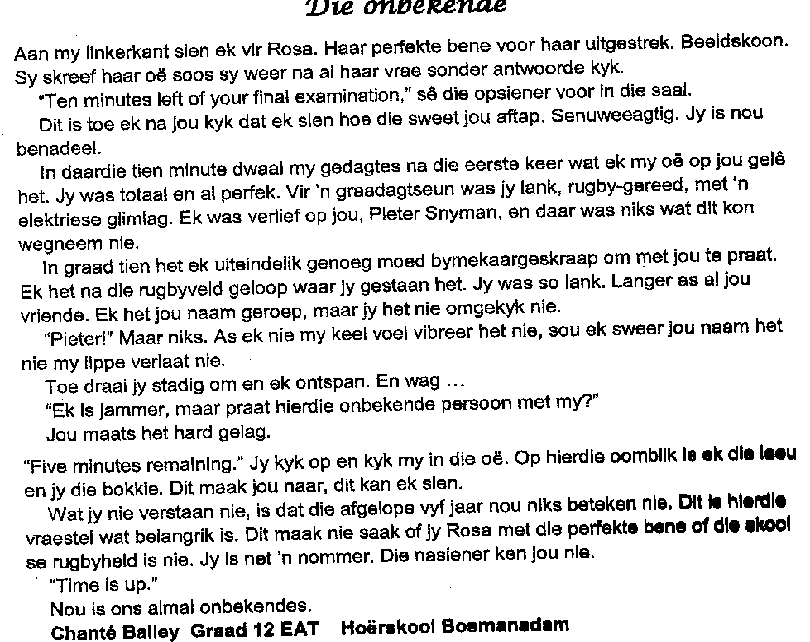 Die onbekende
Aan my linkerkant sien ek vir Rosa. Haar perfekte bene voor haar uitgestrek. Beeldskoon.
Sy skreef haar oë soos sy weer na al haar vrae sonder antwoorde kyk.
"Ten minutes left of your final examination," sê die opsiener voor in die saal.
Dit is toe ek na jou kyk dat ek sien hoe die sweet jou aftap. Senuweeagtig. Jy is nou
benadeel.
In daardie tien minute dwaal my gedagtes na die eerste keer wat ek my oë op jou gelê
het. Jy was totaal en al perfek. Vir 'n graadagtseun was jy lank, rugby-gereed, met 'n
elektriese glimlag. Ek was verlief op jou, Pieter Snyman, en daar was niks wat dit kon
wegneem nie.
In graad tien het ek uiteindelik genoeg moed bymekaargeskraap om met jou te praat.
Ek het na die rugbyveld geloop waar jy gestaan het. Jy was so lank. Langer as al jou
vriende. Ek het jou naam geroep, maar jy het nie omgekyk nie.
"Pieter!" Maar niks. As ek nie my keel voel vibreer het nie, sou ek sweer jou naam het
nie my lippe verlaat nie.
Toe draai jy stadig om en ek ontspan. En wag ...
"Ek is jammer, maar praat hierdie onbekende persoon met my?"
Jou maats het hard gelag.
"Five minutes remaining." Jy kyk op en kyk my in die oë. Op hierdie oomblik is ek die leeu
en jy die bokkie. Dit maak jou naar, dit kan ek sien.
Wat jy nie verstaan nie, is dat die afgelope vyf jaar nou niks beteken nie. Dit is hierdie
vraestel wat belangrik is. Dit maak nie saak of jy Rosa met die perfekte bene of die skool
se rugbyheld is nie. Jy is net 'n nommer. Die nasiener ken jou nie.
"Time is up."
Nou is ons almal onbekendes.
Chanté Bailey Graad 12 EAT Hoërskool Bosmansdam